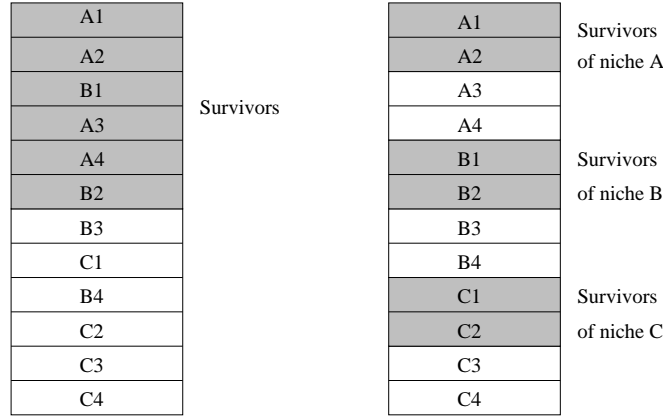 A1
A2
B1
A3
A4
B2
B3
C1
B4
C2
C3
C4
Survivors
A1
A2
A3
A4
B1
B2
B3
B4
C1
C2
C3
C4
Survivors
of niche A
Survivors
of niche B
Survivors
of niche C